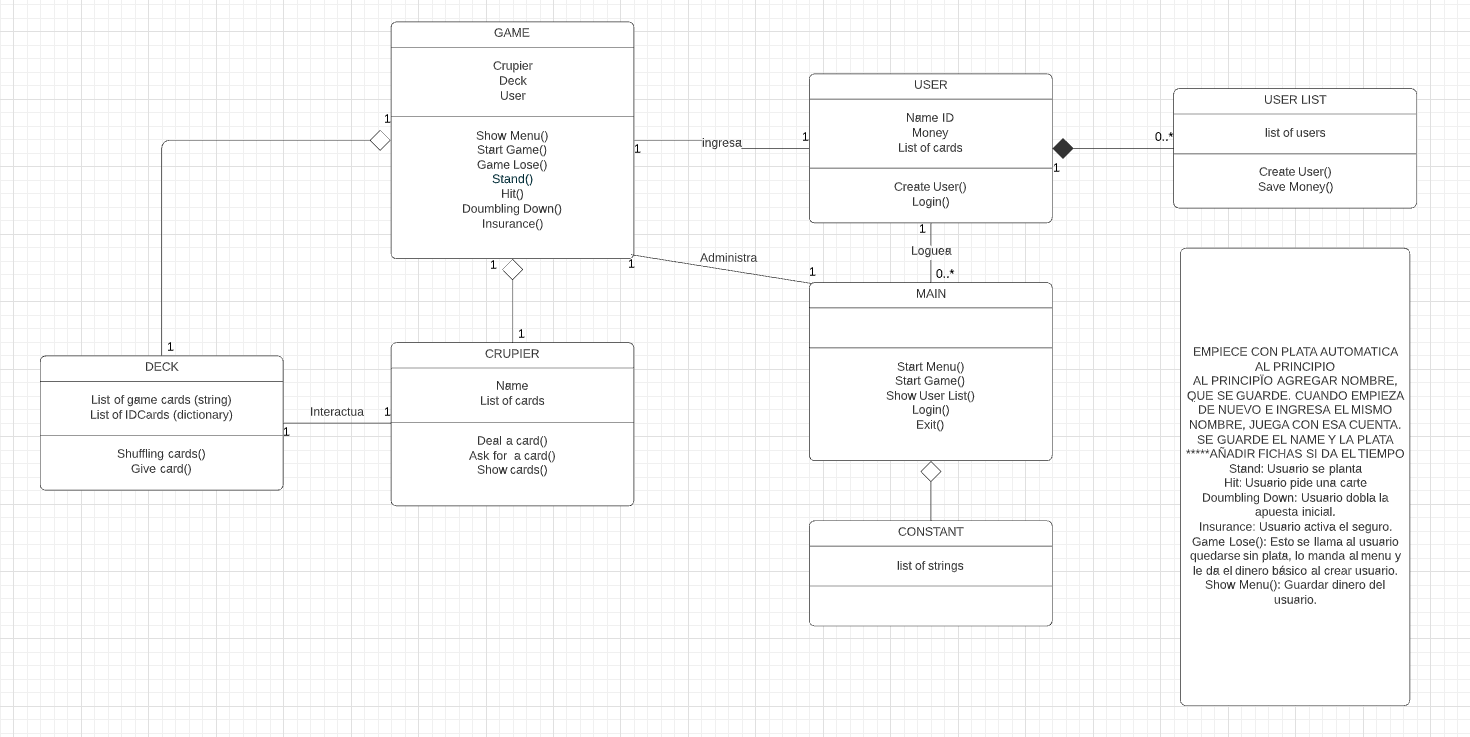 GAME
Crupier
Deck
User
Show Menu()
Start Game()
Game Lose()
Stand()
Hit()
Doumbling Down()
Insurance()
1
1
ingresa
1
USER
Name ID
Money
List of cards
Create User()
Login()
1
0..*
USER LIST
list of users
Create User()
Save Money()
1
Loguea
0..*
1
Administra
1
MAIN
Start Menu()
Start Game()
Show User List()
Login()
Exit()
1
1
CRUPIER
Name
List of cards
Deal a card()
Ask for a card()
Show cards()
1
DECK
List of game cards (string)
List of IDCards (dictionary)
Shuffling cards()
Give card()
Interactua
1
1
CONSTANT
list of strings
EMPIECE CON PLATA AUTOMATICA
AL PRINCIPIO
AL PRINCIPÏO AGREGAR NOMBRE,
QUE SE GUARDE. CUANDO EMPIEZA
DE NUEVO E INGRESA EL MISMO
NOMBRE, JUEGA CON ESA CUENTA.
SE GUARDE EL NAME Y LA PLATA
*****AÑADIR FICHAS SI DA EL TIEMPO
Stand: Usuario se planta
Hit: Usuario pide una carte
Doumbling Down: Usuario dobla la
apuesta inicial.
Insurance: Usuario activa el seguro.
Game Lose(): Esto se llama al usuario
quedarse sin plata, lo manda al menu y
le da el dinero básico al crear usuario.
Show Menu(): Guardar dinero del
usuario.